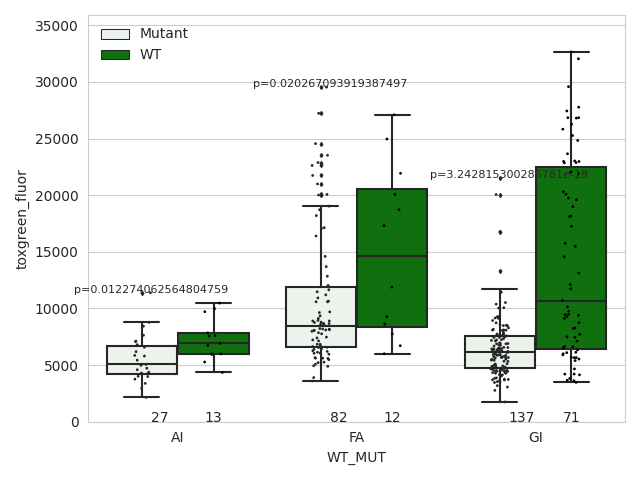 Mutant
WT
35000
30000
25000
20000
15000
10000
5000
0
toxgreen_fluor
p=0.012274062564804759
p=0.020267093919387497
p=3.242815300286781e-18
27 13 82 12 137 71
AI FA GI
WT_MUT